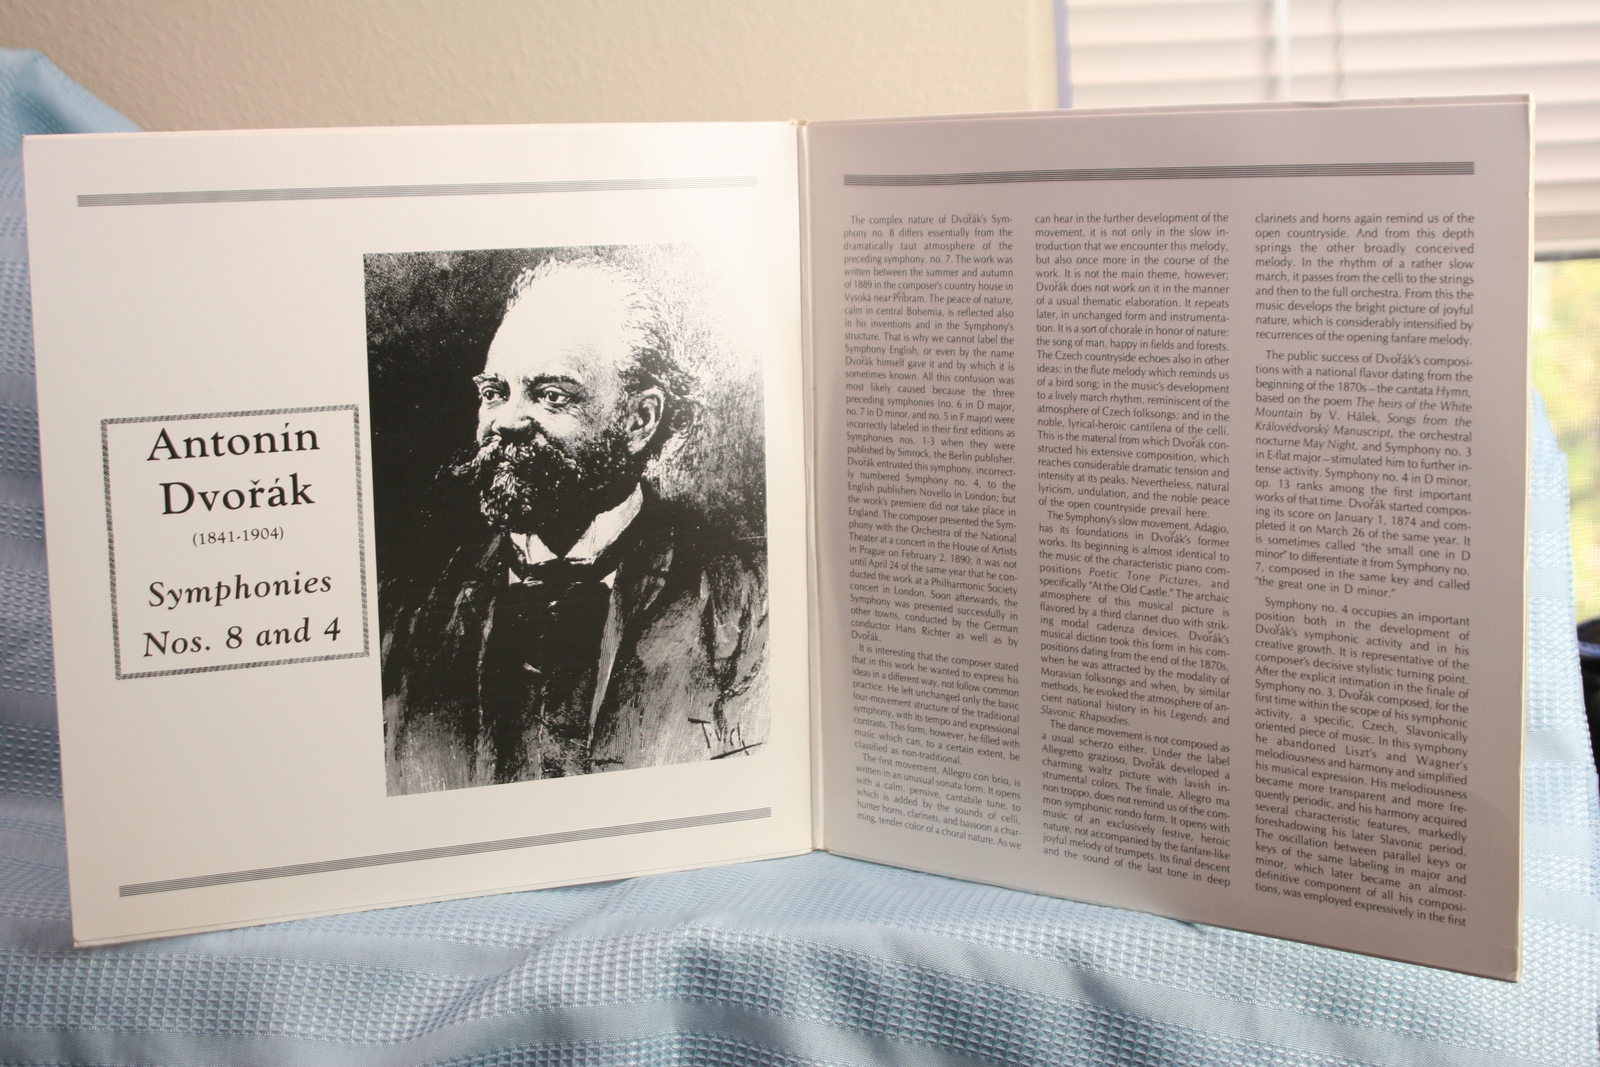 Antonín
Dvořák
(1841-1904)
Symphonies
Nos. 8 and 4
The complex nature of Dvořák's Sym-
phony no. 8 differs essentially from the
dramatically taut atmosphere of the
preceding symphony, no. 7. The work was
written between the summer and autumn
of 1889 in the composer's country house in
Vysoká near Příbram. The peace of nature,
calm in central Bohemia, is reflected also
in his inventions and in the Symphony's
structure. That is why we cannot label the
Symphony English, or even by the name
Dvořák himself gave it and by which it is
sometimes known. All this confusion was
most likely caused because the three
preceding symphonies (no. 6 in D major,
no. 7 in D minor, and no. 5 in F major) were
incorrectly labeled in their first editions as
Symphonies nos. 1-3 when they were
published by Simrock, the Berlin publisher.
Dvořák entrusted this symphony, incorrect-
ly numbered Symphony no. 4, to the
English publishers Novello in London; but
the work's premiere did not take place in
England. The composer presented the Sym-
phony with the Orchestra of the National
Theater at a concert in the House of Artists
in Prague on February 2, 1890; it was not
until April 24 of the same year that he con-
ducted the work at a Philharmonic Society
concert in London. Soon afterwards, the
Symphony was presented successfully in
other towns, conducted by the German
conductor Hans Richter as well as by
Dvořák.
It is interesting that the composer stated
that in this work he wanted to express his
ideas in a different way, not follow common
practice. He left unchanged only the basic
four-movement structure of the traditional
symphony, with its tempo and expressional
contrasts. This form, however, he filled with
music which can, to a certain extent, be
classified as non-traditional.
The first movement, Allegro con brio, is
written in an unusual sonata form. It opens
with a calm, pensive, cantabile tune, to
which is added by the sounds of celli,
hunter horns, clarinets, and bassoon a char-
ming, tender color of a choral nature. As we
can hear in the further development of the
movement, it is not only in the slow in-
troduction that we encounter this melody,
but also once more in the course of the
work. It is not the main theme, however;
Dvořák does not work on it in the manner
of a usual thematic elaboration. It repeats
later, in unchanged form and instrumenta-
tion. It is a sort of chorale in honor of nature:
the song of man, happy in fields and forests.
The Czech countryside echoes also in other
ideas: in the flute melody which reminds us
of a bird song; in the music's development
to a lively march rhythm, reminiscent of the
atmosphere of Czech folksongs; and in the
noble, lyrical-heroic cantilena of the celli.
This is the material from which Dvořák con-
structed his extensive composition, which
reaches considerable dramatic tension and
intensity at its peaks. Nevertheless, natural
lyricism, undulation, and the noble peace
of the open countryside prevail here.
The Symphony's slow movement, Adagio,
has its foundations in Dvořák's former
works. Its beginning is almost identical to
the music of the characteristic piano com-
positions Poetic Tone Pictures, and
specifically "At the Old Castle." The archaic
atmosphere of this musical picture is
flavored by a third clarinet duo with strik-
ing modal cadenza devices. Dvořák's
musical diction took this form in his com-
positions dating from the end of the 1870s,
when he was attracted by the modality of
Moravian folksongs and when, by similar
methods, he evoked the atmosphere of an-
cient national history in his Legends and
Slavonic Rhapsodies.
The dance movement is not composed as
a usual scherzo either. Under the label
Allegretto grazioso, Dvořák developed a
charming waltz picture with lavish in-
strumental colors. The finale, Allegro ma
non troppo, does not remind us of the com-
mon symphonic rondo form. It opens with
music of an exclusively festive, heroic
nature, not accompanied by the fanfare-like
joyful melody of trumpets. Its final descent
and the sound of the last tone in deep
clarinets and horns again remind us of the
open countryside. And from this depth
springs the other broadly conceived
melody. In the rhythm of a rather slow
march, it passes from the celli to the strings
and then to the full orchestra. From this the
music develops the bright picture of joyful
nature, which is considerably intensified by
recurrences of the opening fanfare melody.
The public success of Dvořák's composi-
tions with a national flavor dating from the
beginning of the 1870s—the cantata Hymn,
based on the poem The heirs of the White
Mountain by V. Hálek, Songs from the
Královédvorský Manuscript, the orchestral
nocturne May Night, and Symphony no. 3
in E-flat major—stimulated him to further in-
tense activity. Symphony no. 4 in D minor,
op. 13 ranks among the first important
works of that time. Dvořák started compos-
ing its score on January 1, 1874 and com-
pleted it on March 26 of the same year. It
is sometimes called "the small one in D
minor" to differentiate it from Symphony no.
7, composed in the same key and called
"the great one in D minor."
Symphony no. 4 occupies an important
position both in the development of
Dvořák's symphonic activity and in his
creative growth. It is representative of the
composer's decisive stylistic turning point.
After the explicit intimation in the finale of
Symphony no. 3, Dvořák composed, for the
first time within the scope of his symphonic
activity, a specific, Czech, Slavonically
oriented piece of music. In this symphony
he abandoned Liszt's and Wagner's
melodiousness and harmony and simplified
his musical expression. His melodiousness
became more transparent and more fre-
quently periodic, and his harmony acquired
several characteristic features, markedly
foreshadowing his later Slavonic period.
The oscillation between parallel keys or
keys of the same labeling in major and
minor, which later became an almost-
definitive component of all his composi-
tions, was employed expressively in the first